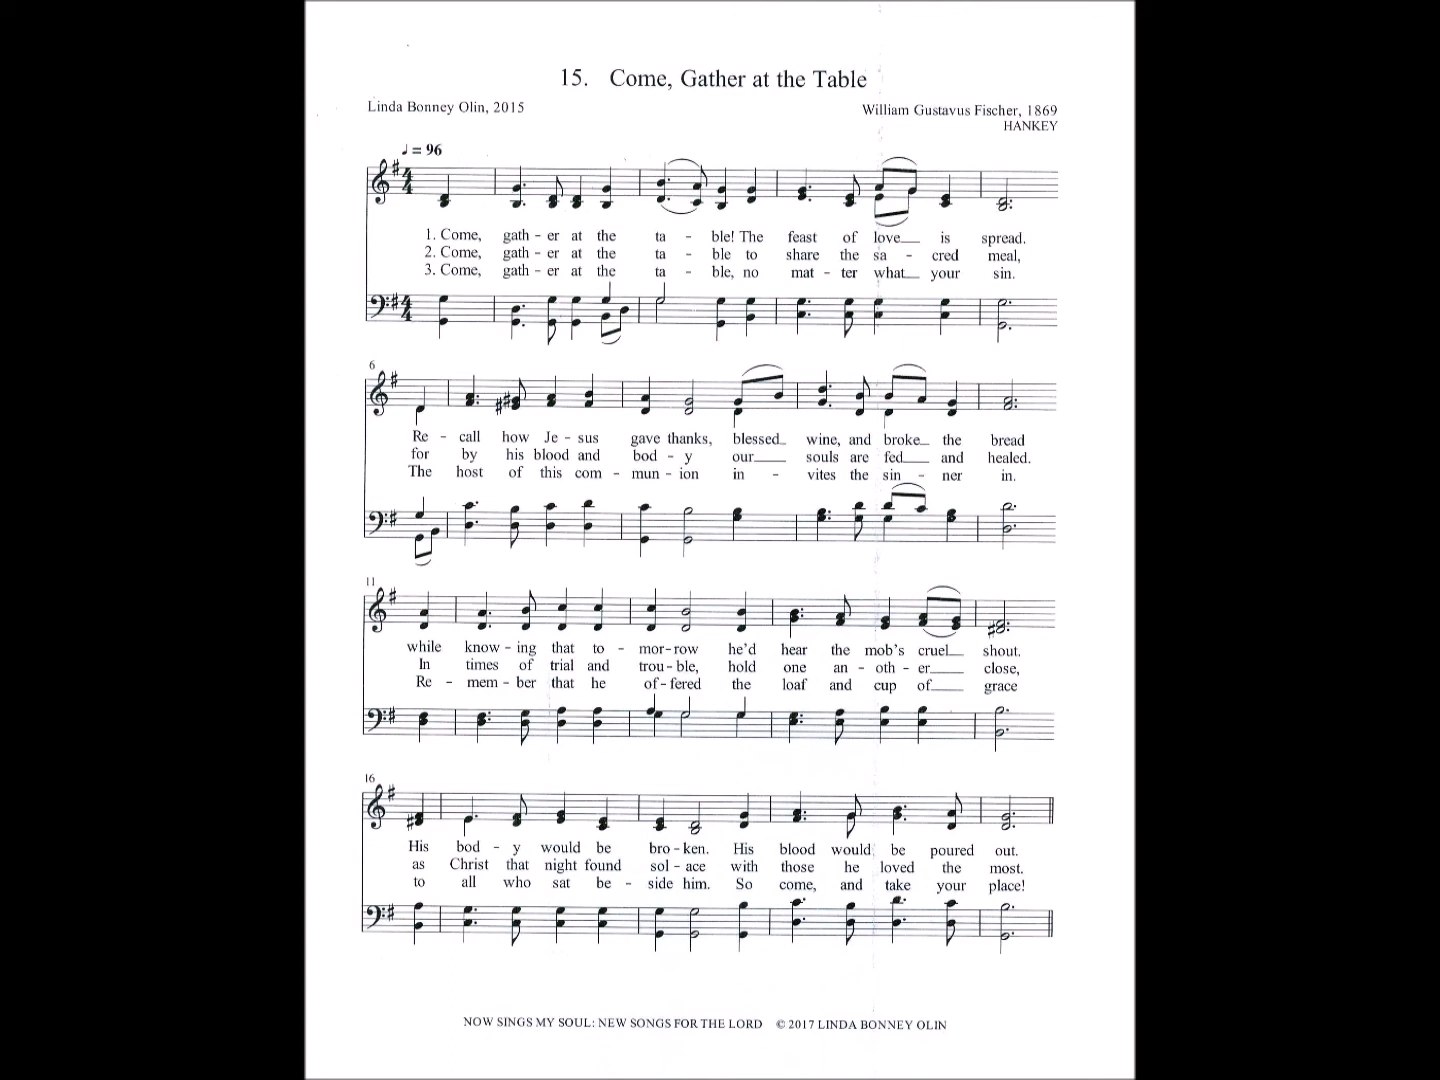 15. Come, Gather at the Table
Linda Bonney Olin, 2015
William Gustavus Fischer, 1869
HANKEY
♩ = 96
1. Come, gath - er at the ta - ble! The feast of love is spread.
2. Come, gath - er at the ta - ble to share the sa - cred meal,
3. Come, gath - er at the ta - ble, no mat - ter what your sin.
6
Re - call how Je - sus gave thanks, blessed wine, and broke the bread
for by his blood and bod - y our souls are fed and healed.
The host of this com - mun - ion in - vites the sin - ner in.
11
while know - ing that to - mor - row he'd hear the mob's cruel shout.
In times of trial and trou - ble, hold one an - oth - er close,
Re - mem - ber that he of - fered the loaf and cup of grace
16
His bod - y would be bro - ken. His blood would be poured out.
as Christ that night found sol - ace with those he loved the most.
to all who sat be - side him. So come, and take your place!
NOW SINGS MY SOUL: NEW SONGS FOR THE LORD © 2017 LINDA BONNEY OLIN